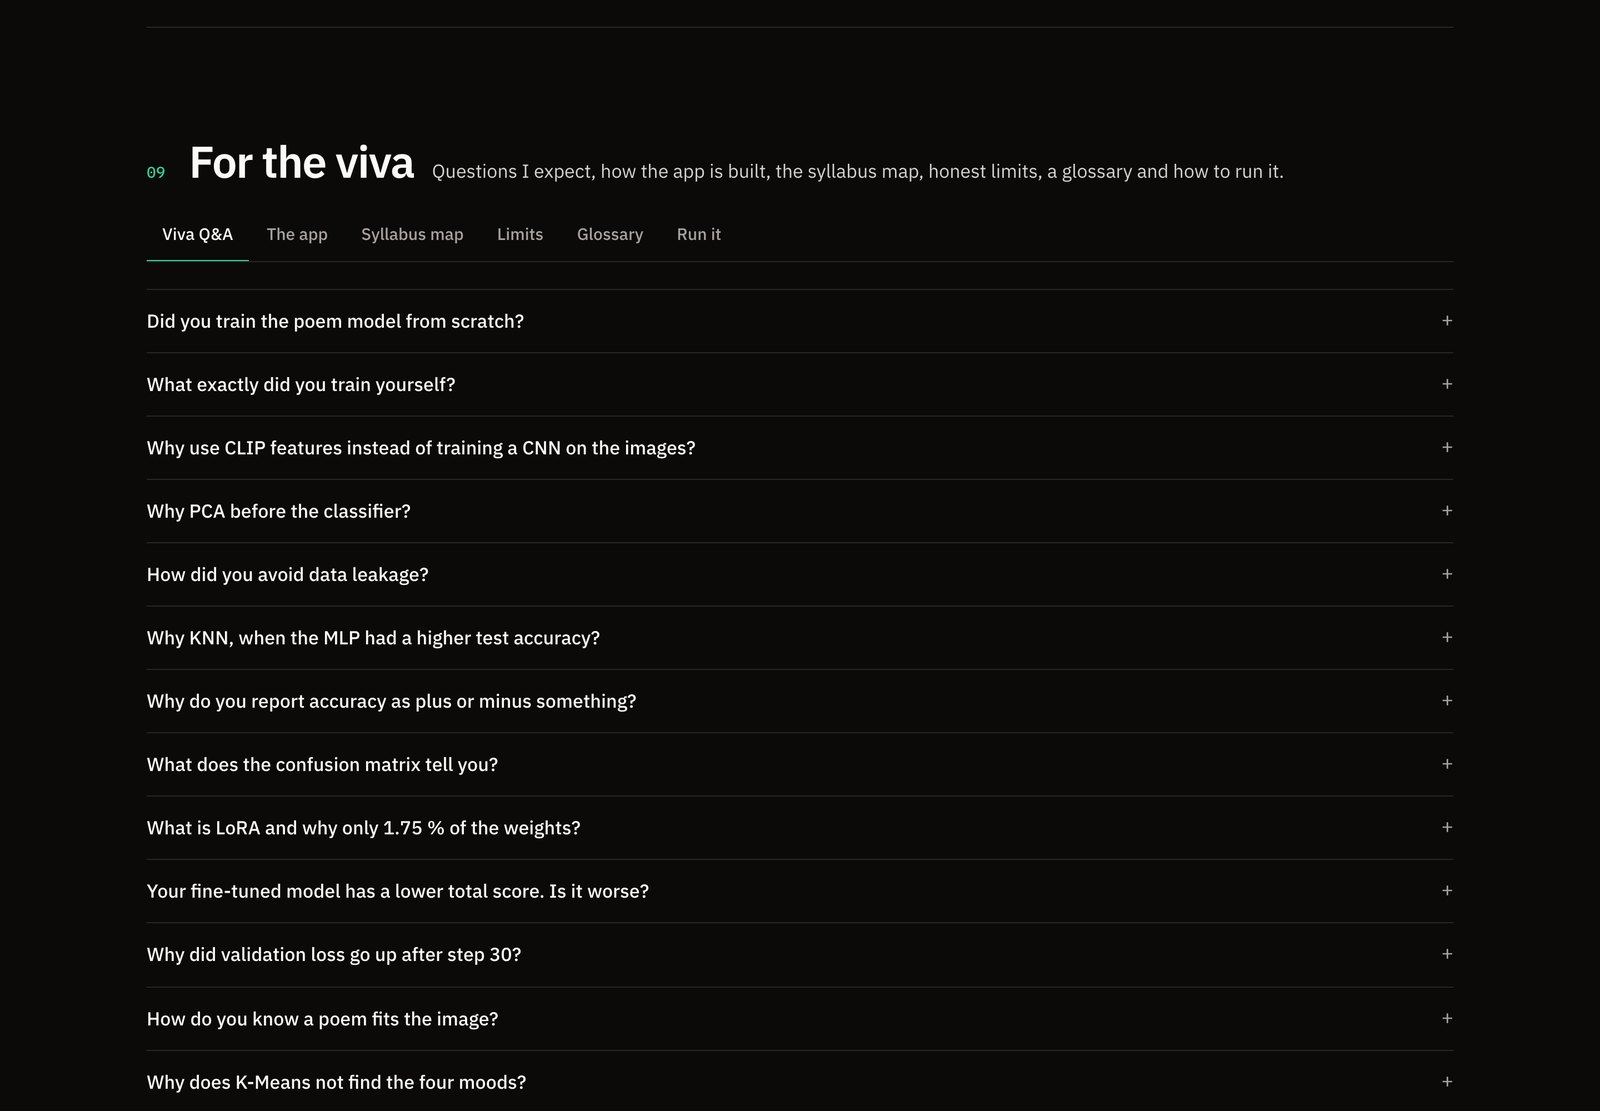 09 For the viva Questions I expect, how the app is built, the syllabus map, honest limits, a glossary and how to run it.
Viva Q&A The app Syllabus map Limits Glossary Run it
Did you train the poem model from scratch? +
What exactly did you train yourself? +
Why use CLIP features instead of training a CNN on the images? +
Why PCA before the classifier? +
How did you avoid data leakage? +
Why KNN, when the MLP had a higher test accuracy? +
Why do you report accuracy as plus or minus something? +
What does the confusion matrix tell you? +
What is LoRA and why only 1.75 % of the weights? +
Your fine-tuned model has a lower total score. Is it worse? +
Why did validation loss go up after step 30? +
How do you know a poem fits the image? +
Why does K-Means not find the four moods? +